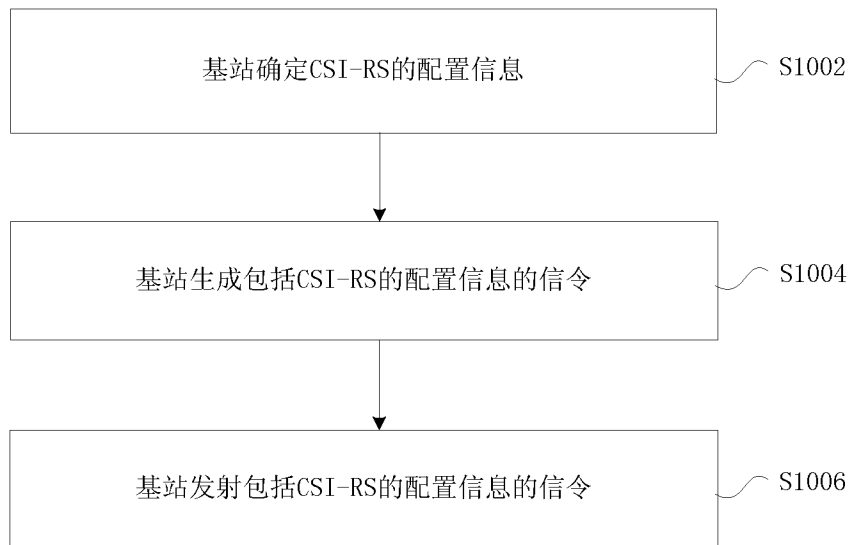 基站确定CSI-RS的配置信息
S1002
基站生成包括CSI-RS的配置信息的信令
S1004
基站发射包括CSI-RS的配置信息的信令
S1006